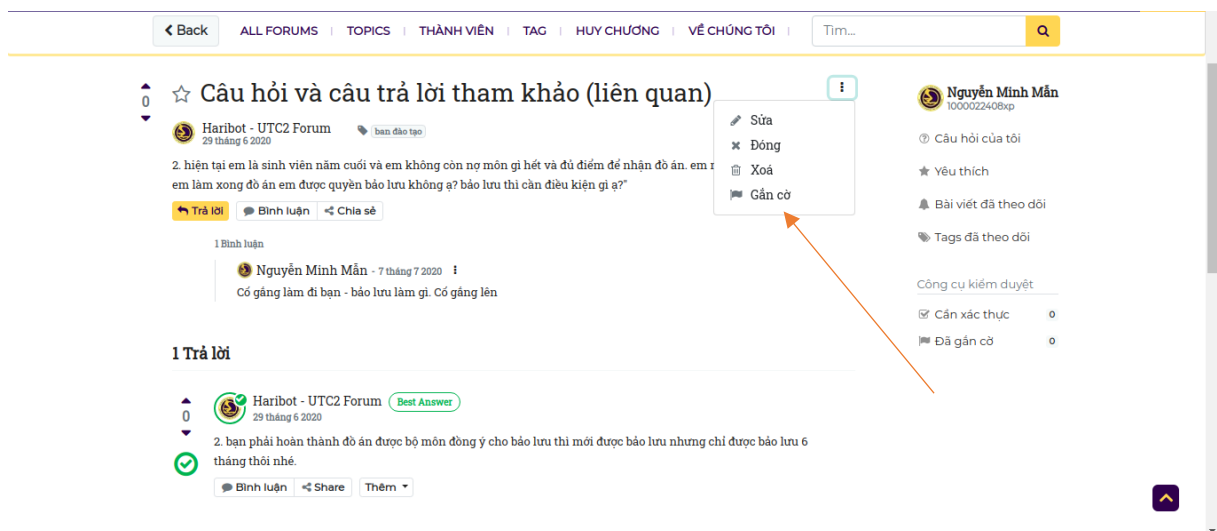 Back ALL FORUMS TOPICS THÀNH VIÊN TAG HUY CHƯƠNG VỀ CHÚNG TÔI Tìm...
0
Câu hỏi và câu trả lời tham khảo (liên quan)
Haribot - UTC2 Forum ban đào tạo
29 tháng 6 2020
2. hiện tại em là sinh viên năm cuối và em không còn nợ môn gì hết và đủ điểm để nhận đồ án. em
em làm xong đồ án em được quyền bảo lưu không ạ? bảo lưu thì cần điều kiện gì ạ?"
Trả lời Bình luận Chia sẻ
Sửa
Đóng
Xoá
Gắn cờ
1 Bình luận
Nguyễn Minh Mẫn - 7 tháng 7 2020
Cố gắng làm đi bạn - bảo lưu làm gì. Cố gắng lên
1 Trả lời
0
Haribot - UTC2 Forum Best Answer
29 tháng 6 2020
2. bạn phải hoàn thành đồ án được bộ môn đồng ý cho bảo lưu thì mới được bảo lưu nhưng chỉ được bảo lưu 6
tháng thôi nhé.
Bình luận Share Thêm
Nguyễn Minh Mẫn
1000022408xp
Câu hỏi của tôi
Yêu thích
Bài viết đã theo dõi
Tags đã theo dõi
Công cụ kiểm duyệt
Cần xác thực 0
Đã gắn cờ 0